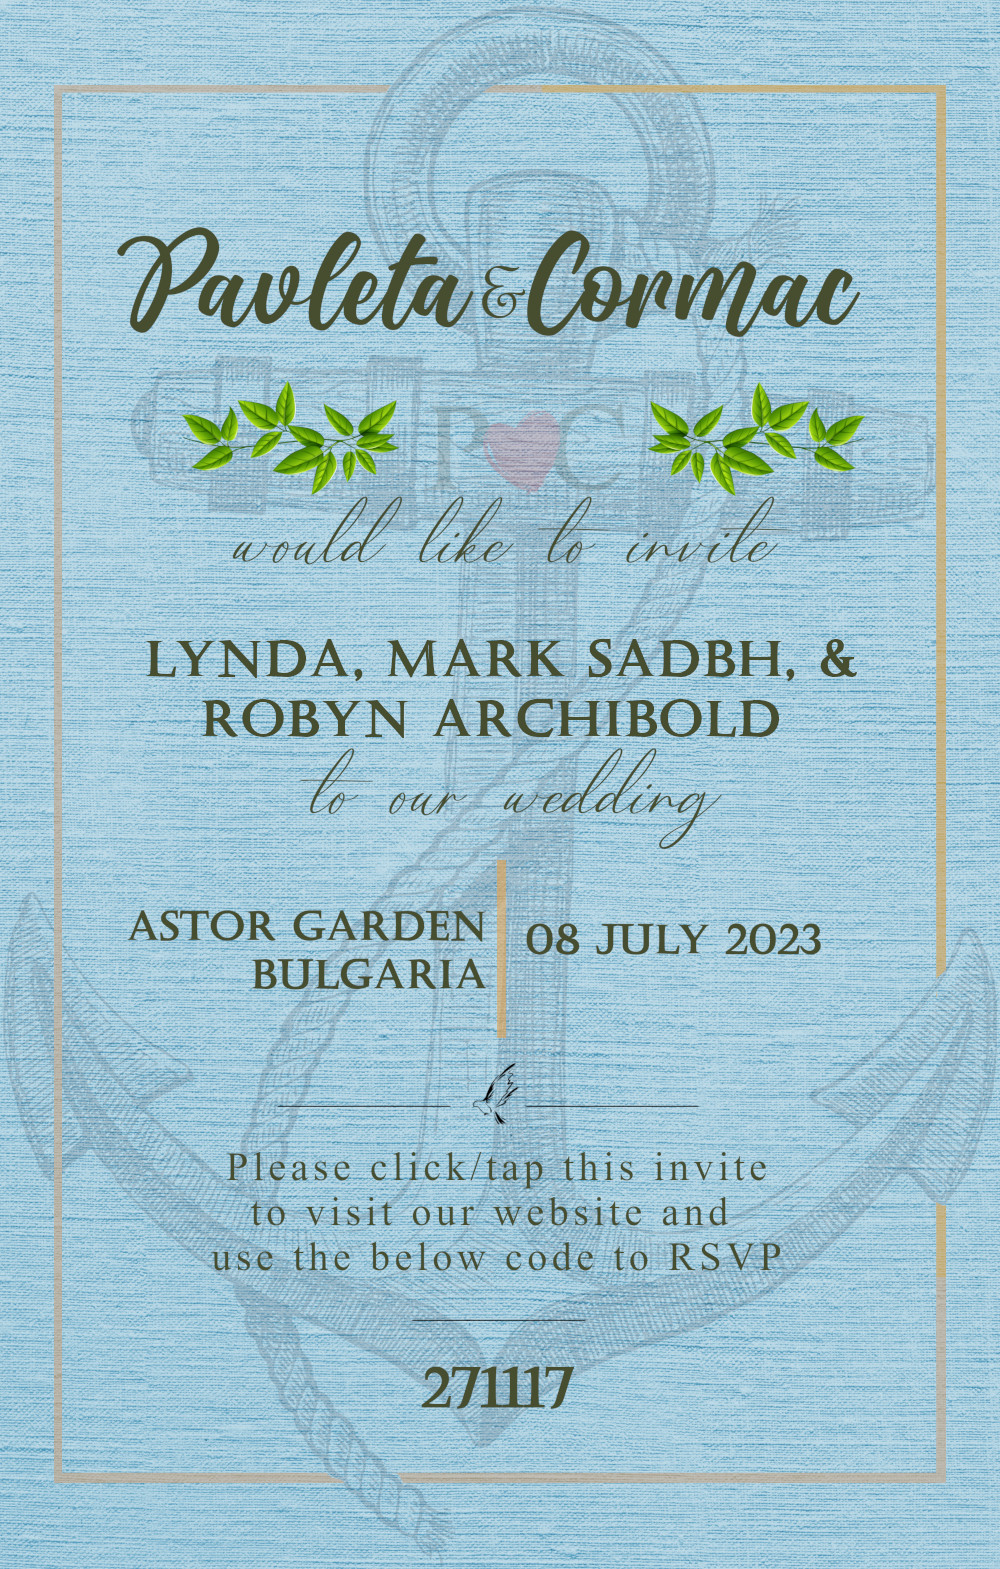 Pavleta & Cormac
P C
would like to invite
LYNDA, MARK SADBH, &
ROBYN ARCHIBOLD
to our wedding
ASTOR GARDEN
BULGARIA
08 JULY 2023
Please click/tap this invite
to visit our website and
use the below code to RSVP
271117